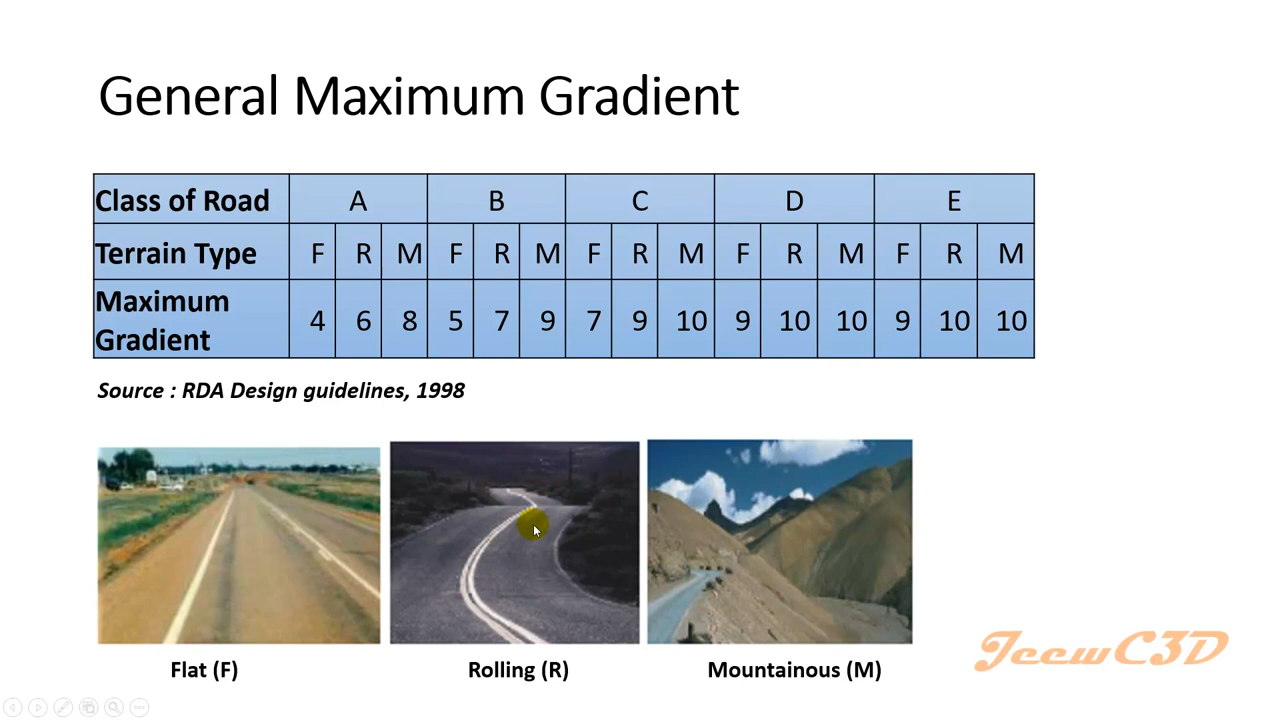 General Maximum Gradient
Class of Road A B C D E
Terrain Type F R M F R M F R M F R M F R M
Maximum
Gradient 4 6 8 5 7 9 7 9 10 9 10 10 9 10 10
Source : RDA Design guidelines, 1998
Flat (F) Rolling (R) Mountainous (M)
JeewC3D